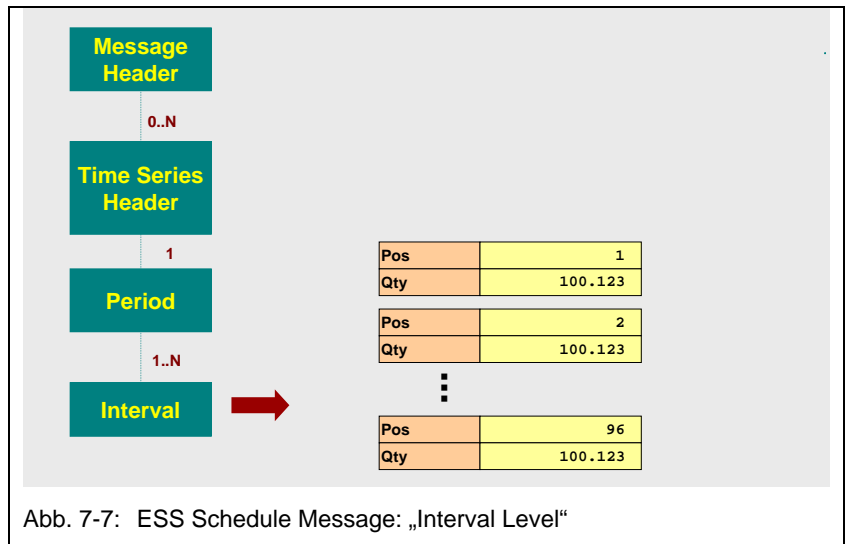 Message
Header
0..N
Time Series
Header
1
Period
1..N
Interval
Pos 1
Qty 100.123
Pos 2
Qty 100.123
Pos 96
Qty 100.123
Abb. 7-7: ESS Schedule Message: „Interval Level“